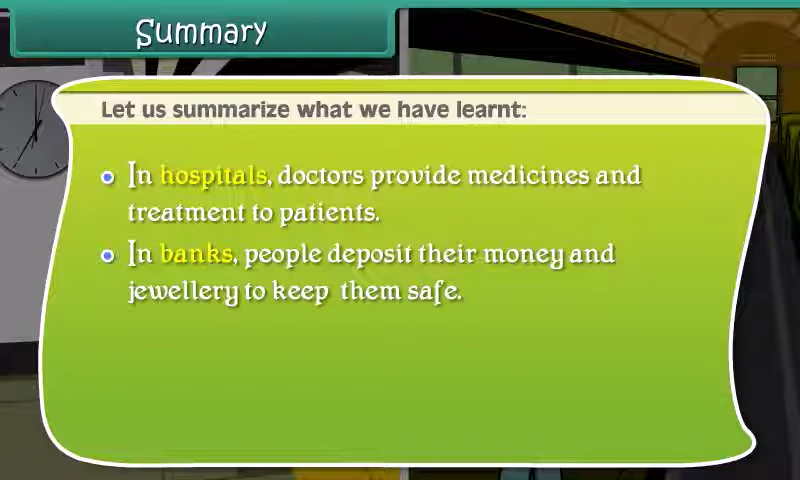 Summary
Let us summarize what we have learnt:
In hospitals, doctors provide medicines and
treatment to patients.
In banks, people deposit their money and
jewellery to keep them safe.